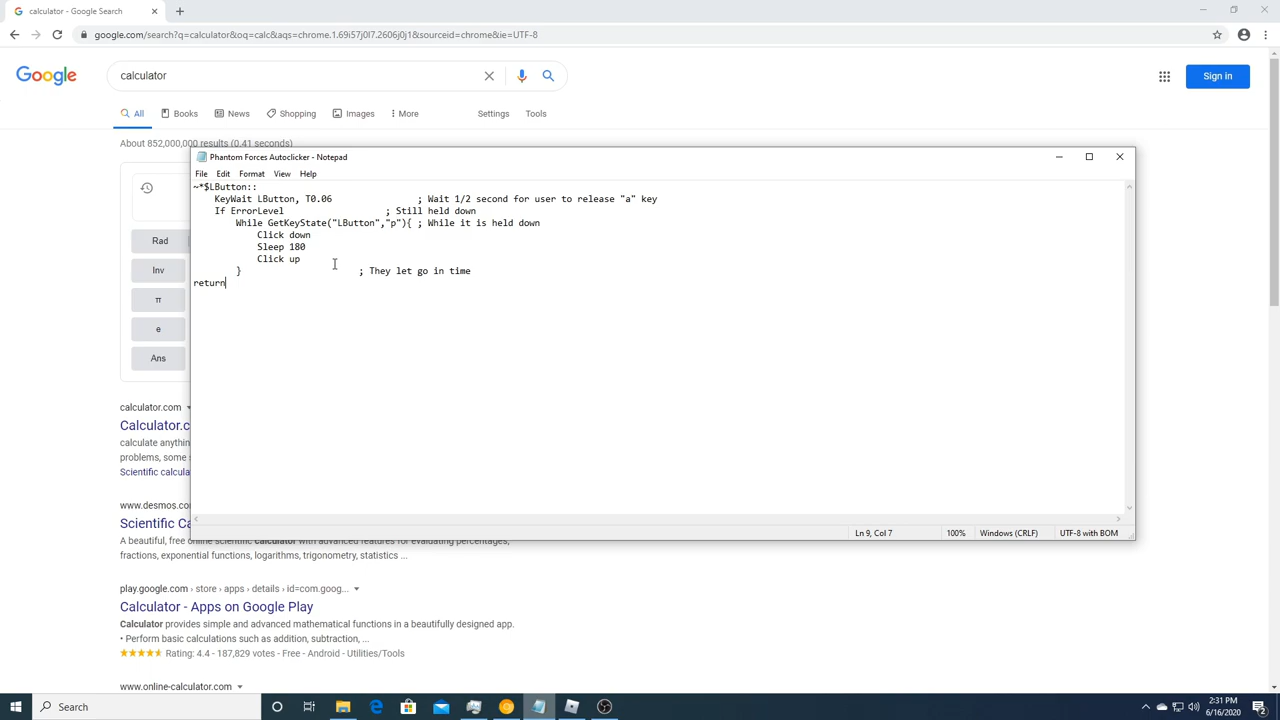 calculator - Google Search
google.com/search?q=calculator&oq=calc&aqs=chrome.1.69i57j0l7.2606j0j1&sourceid=chrome&ie=UTF-8
Google
calculator
Sign in
All Books News Shopping Images More Settings Tools
About 852,000,000 results (0.41 seconds)
Phantom Forces Autoclicker - Notepad
File Edit Format View Help
~*$LButton::
KeyWait LButton, T0.06 ; Wait 1/2 second for user to release "a" key
If ErrorLevel ; Still held down
While GetKeyState("LButton","p"){ ; While it is held down
Click down
Sleep 180
Click up
} ; They let go in time
return
Ln 9, Col 7 100% Windows (CRLF) UTF-8 with BOM
Rad
Inv
π
e
Ans
calculator.com
Calculator.c
calculate anythin
problems, some s
Scientific calcula
www.desmos.co
Scientific Ca
A beautiful, free online scientific calculator with advanced features for evaluating percentages,
fractions, exponential functions, logarithms, trigonometry, statistics ...
play.google.com › store › apps › details › id=com.goog...
Calculator - Apps on Google Play
Calculator provides simple and advanced mathematical functions in a beautifully designed app.
• Perform basic calculations such as addition, subtraction, ...
Rating: 4.4 - 187,829 votes - Free - Android - Utilities/Tools
www.online-calculator.com
Search
2:31 PM
6/16/2020
2